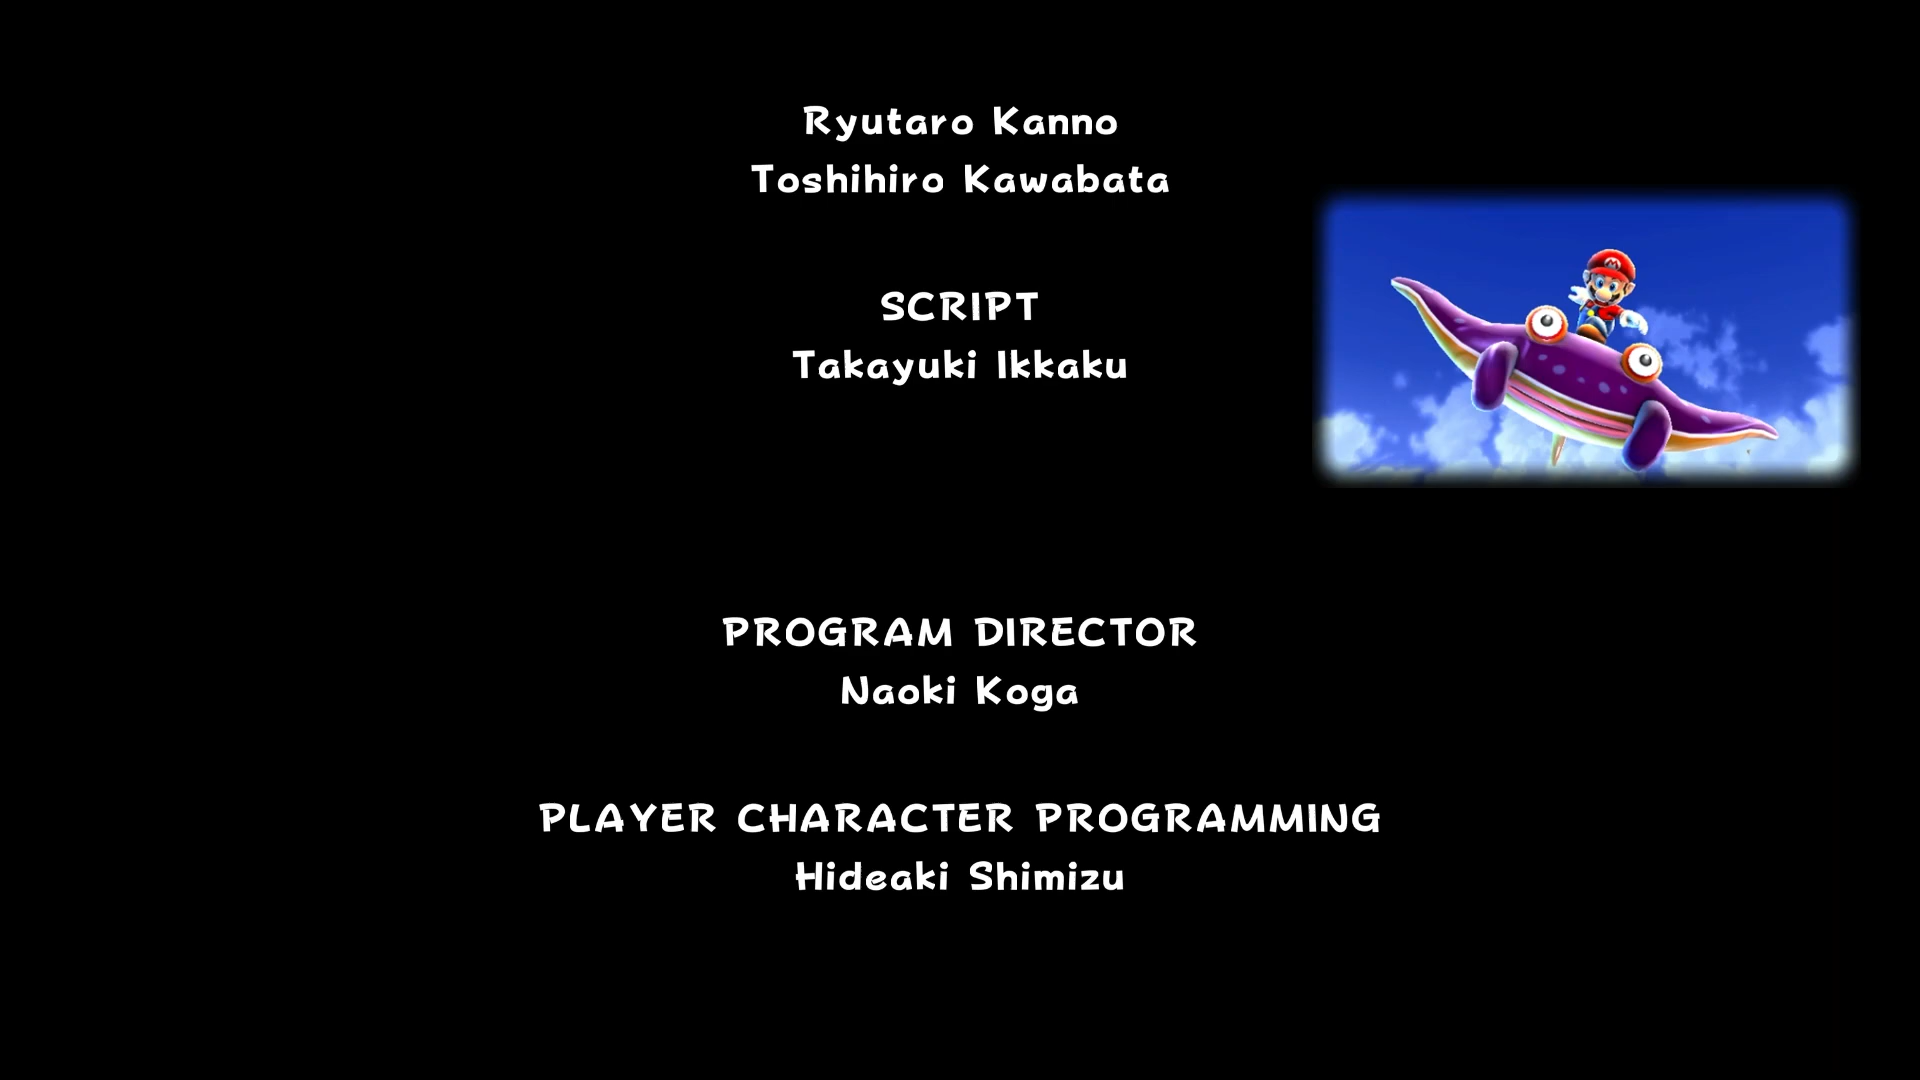 Ryutaro Kanno
Toshihiro Kawabata
SCRIPT
Takayuki Ikkaku
PROGRAM DIRECTOR
Naoki Koga
PLAYER CHARACTER PROGRAMMING
Hideaki Shimizu